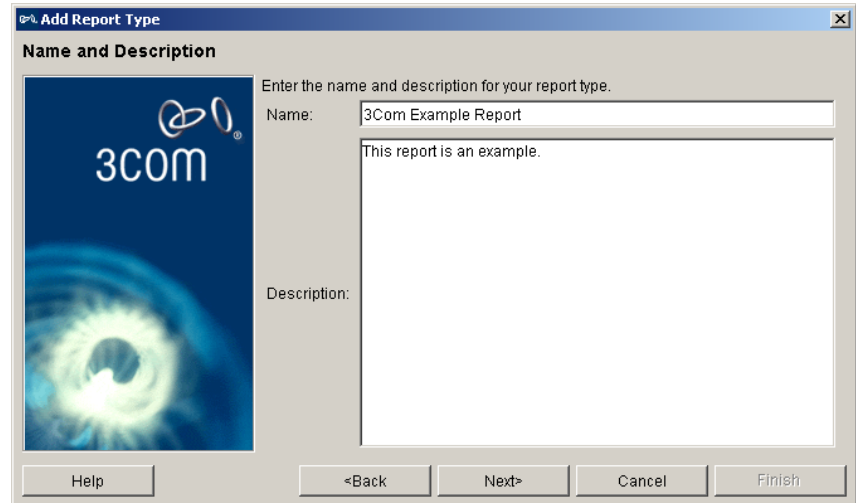 Add Report Type
Name and Description
Enter the name and description for your report type.
Name: 3Com Example Report
This report is an example.
Description:
3COM
Help <Back Next> Cancel Finish